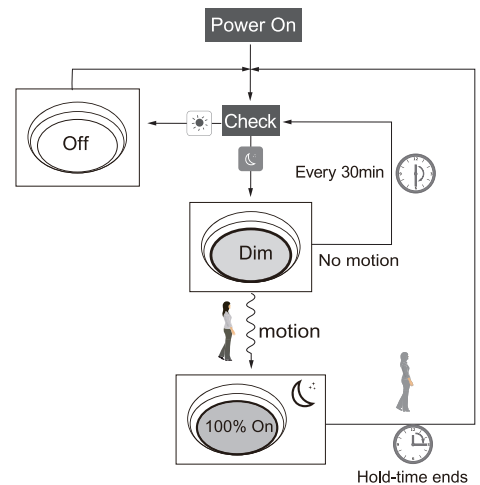 Power On
Check
Off
Every 30min
Dim
No motion
motion
100% On
Hold-time ends